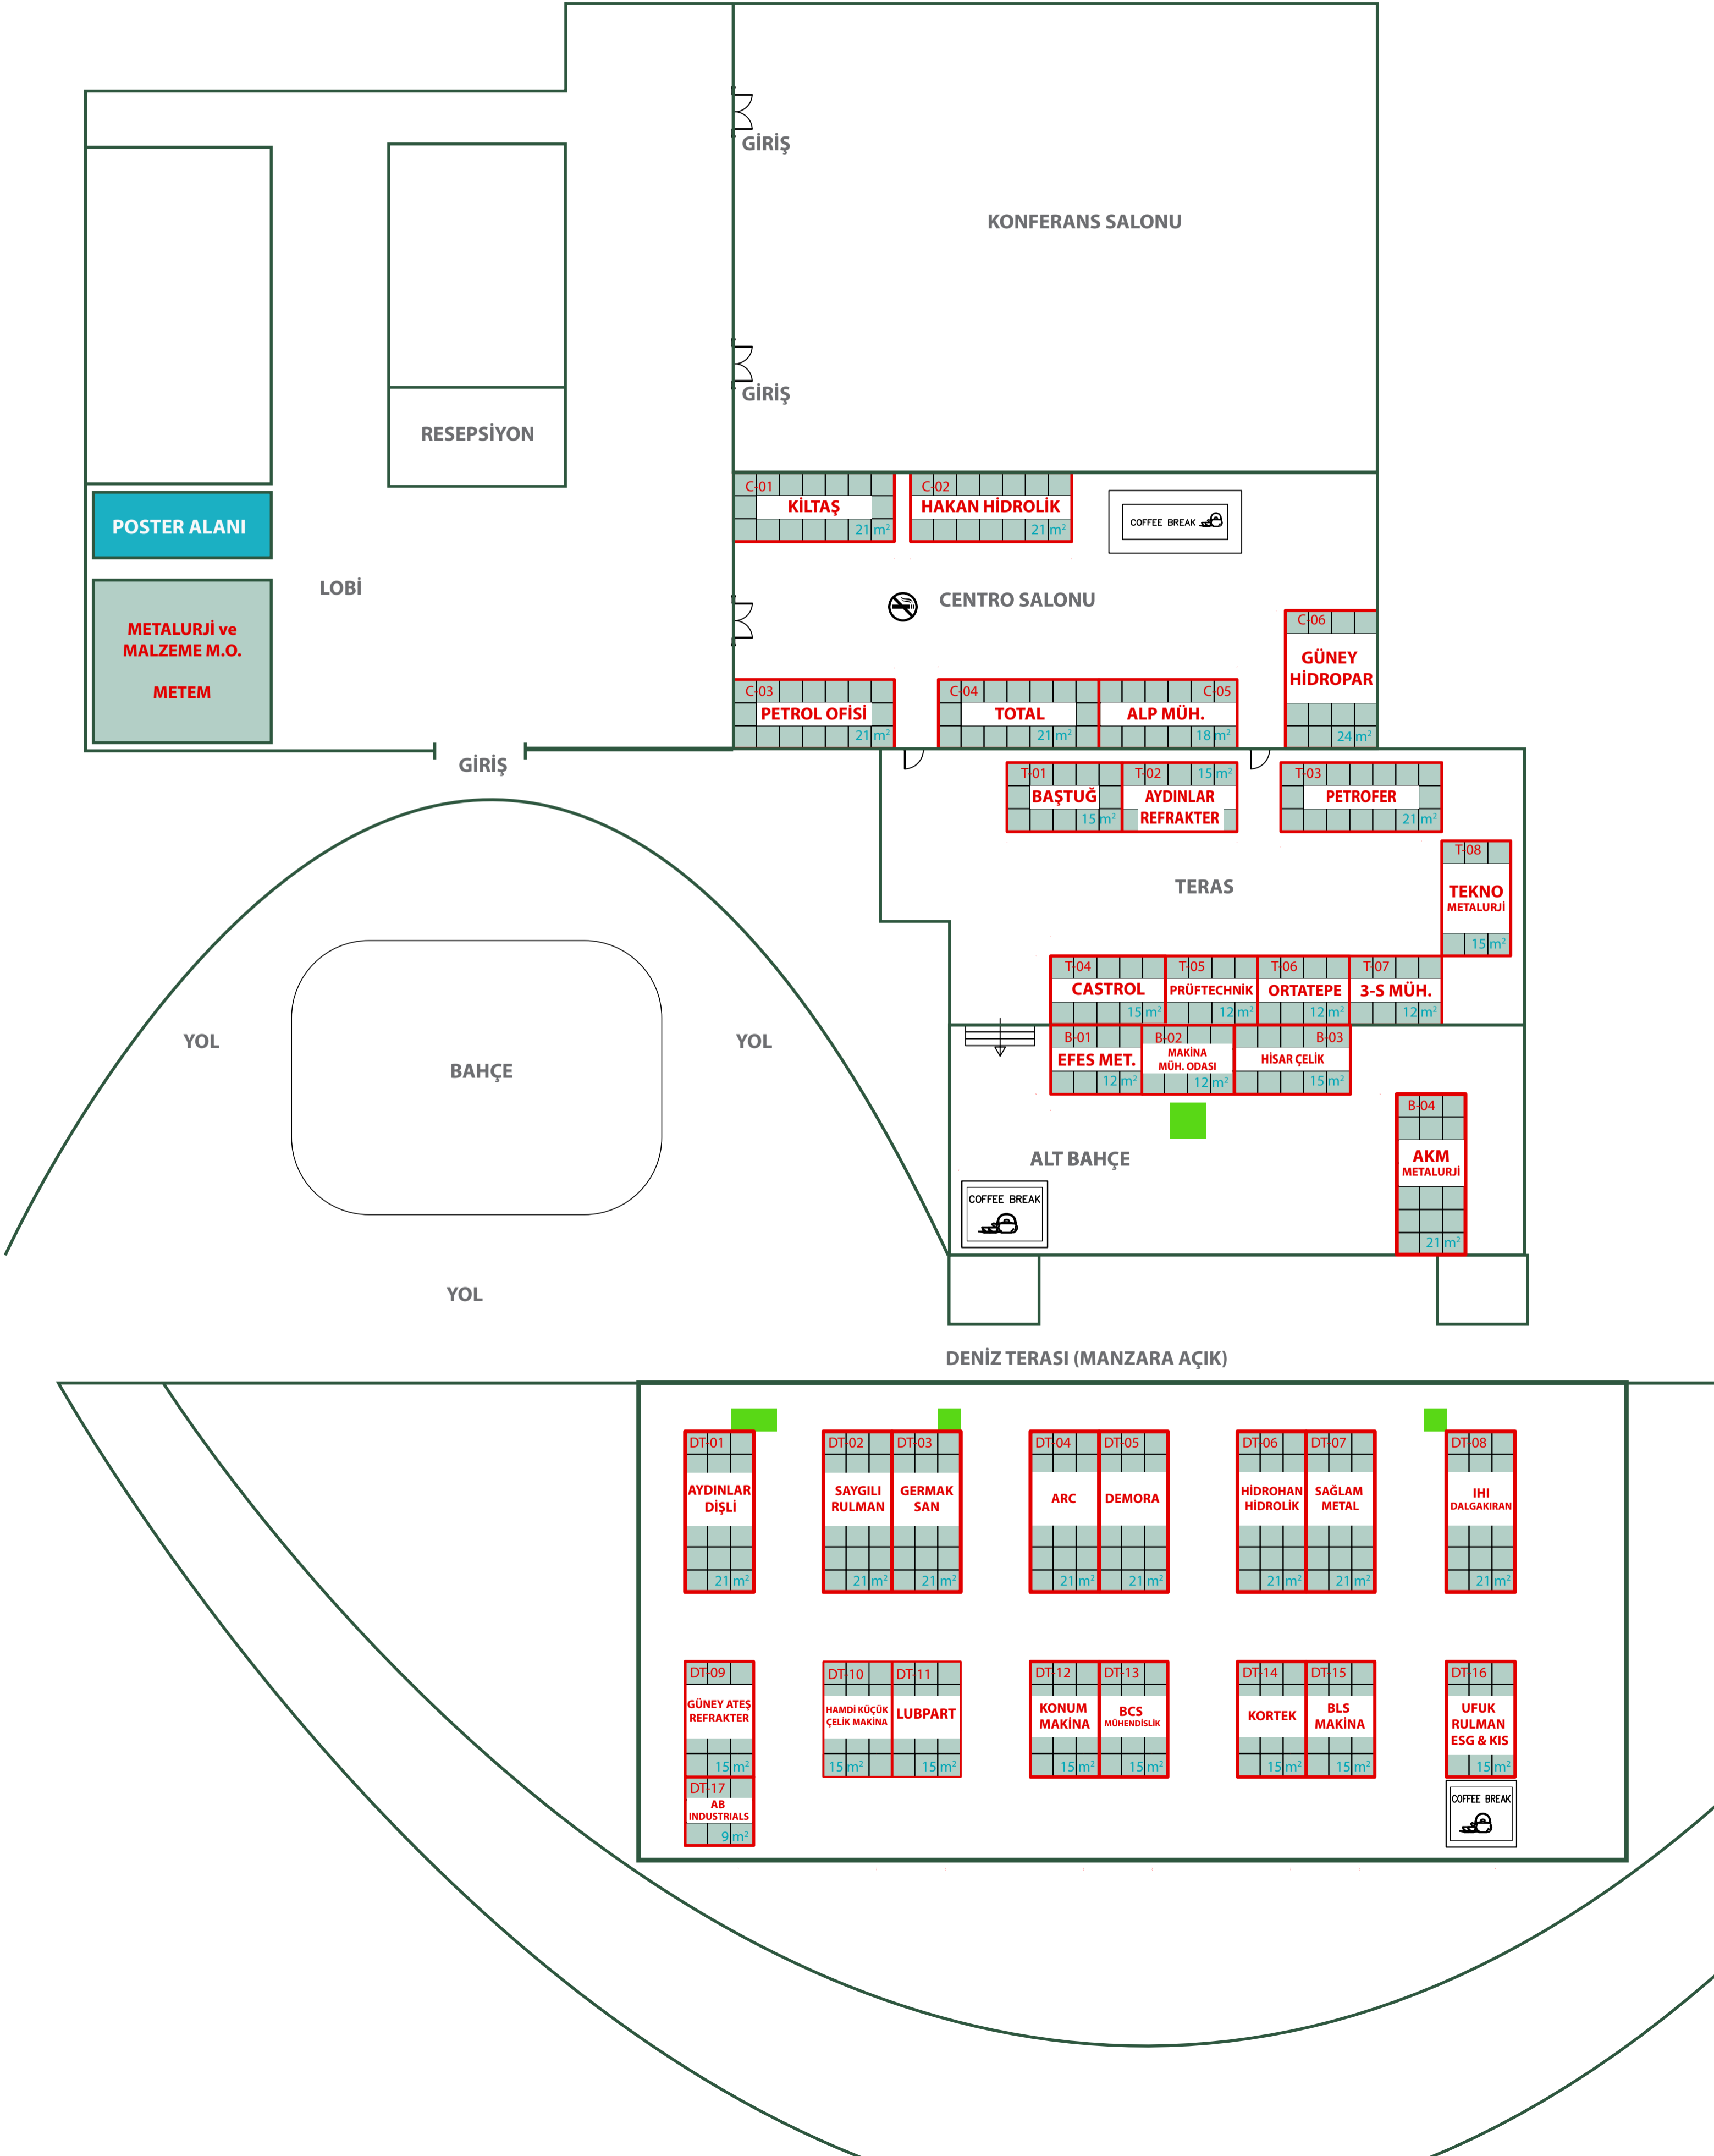 GİRİŞ
KONFERANS SALONU
GİRİŞ
RESEPSİYON
POSTER ALANI
LOBİ
METALURJİ ve
MALZEME M.O.
METEM
GİRİŞ
C-01
KİLTAŞ
21 m²
C-02
HAKAN HİDROLİK
21 m²
COFFEE BREAK
CENTRO SALONU
C-06
GÜNEY
HİDROPAR
24 m²
C-03
PETROL OFİSİ
21 m²
C-04
TOTAL
21 m²
C-05
ALP MÜH.
18 m²
T-01
BAŞTUĞ
15 m²
T-02 15 m²
AYDINLAR
REFRAKTER
T-03
PETROFER
21 m²
T-08
TEKNO
METALURJİ
15 m²
TERAS
T-04
CASTROL
15 m²
T-05
PRÜFTECHNİK
12 m²
T-06
ORTATEPE
12 m²
T-07
3-S MÜH.
12 m²
B-01
EFES MET.
12 m²
B-02
MAKİNA
MÜH. ODASI
12 m²
B-03
HİSAR ÇELİK
15 m²
B-04
AKM
METALURJİ
21 m²
ALT BAHÇE
COFFEE BREAK
YOL
BAHÇE
YOL
YOL
DENİZ TERASI (MANZARA AÇIK)
DT-01
AYDINLAR
DİŞLİ
21 m²
DT-02
SAYGILI
RULMAN
21 m²
DT-03
GERMAK
SAN
21 m²
DT-04
ARC
21 m²
DT-05
DEMORA
21 m²
DT-06
HİDROHAN
HİDROLİK
21 m²
DT-07
SAĞLAM
METAL
21 m²
DT-08
IHI
DALGAKIRAN
21 m²
DT-09
GÜNEY ATEŞ
REFRAKTER
15 m²
DT-10
HAMDİ KÜÇÜK
ÇELİK MAKİNA
15 m²
DT-11
LUBPART
15 m²
DT-12
KONUM
MAKİNA
15 m²
DT-13
BCS
MÜHENDİSLİK
15 m²
DT-14
KORTEK
15 m²
DT-15
BLS
MAKİNA
15 m²
DT-16
UFUK
RULMAN
ESG & KIS
15 m²
DT-17
AB
INDUSTRIALS
9 m²
COFFEE BREAK